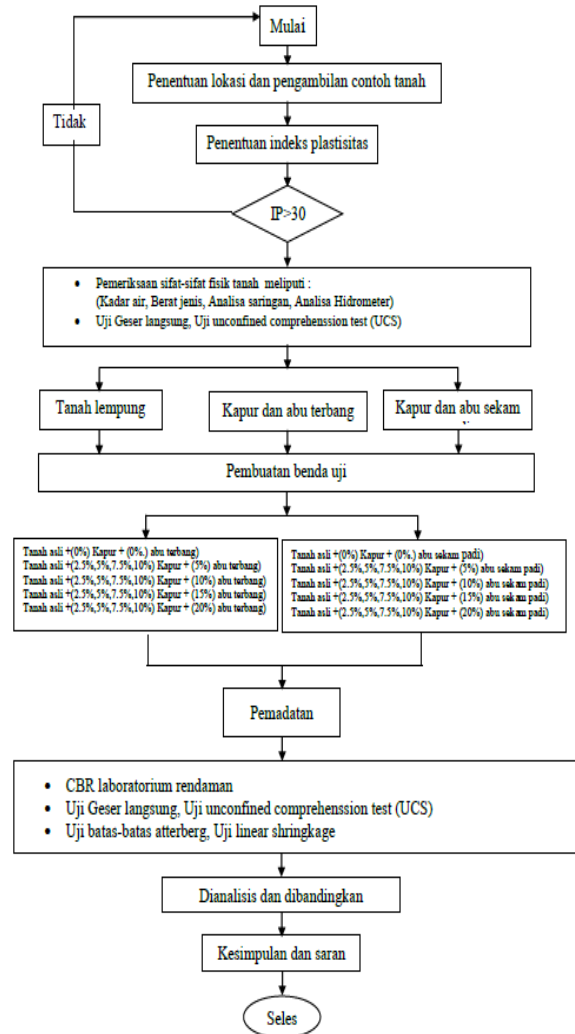 Mulai
Penentuan lokasi dan pengambilan contoh tanah
Tidak
Penentuan indeks plastisitas
IP>30
• Pemeriksaan sifat-sifat fisik tanah meliputi :
(Kadar air, Berat jenis, Analisa saringan, Analisa Hidrometer)
• Uji Geser langsung, Uji unconfined comprehenssion test (UCS)
Tanah lempung
Kapur dan abu terbang
Kapur dan abu sekam
Pembuatan benda uji
Tanah asli +(0%) Kapur + (0%.) abu terbang)
Tanah asli +(2.5%,5%,7.5%,10%) Kapur + (5%) abu terbang)
Tanah asli +(2.5%,5%,7.5%,10%) Kapur + (10%) abu terbang)
Tanah asli +(2.5%,5%,7.5%,10%) Kapur + (15%) abu terbang)
Tanah asli +(2.5%,5%,7.5%,10%) Kapur + (20%) abu terbang)
Tanah asli +(0%) Kapur + (0%.) abu sekam padi)
Tanah asli +(2.5%,5%,7.5%,10%) Kapur + (5%) abu sekam padi)
Tanah asli +(2.5%,5%,7.5%,10%) Kapur + (10%) abu sekam padi)
Tanah asli +(2.5%,5%,7.5%,10%) Kapur + (15%) abu sekam padi)
Tanah asli +(2.5%,5%,7.5%,10%) Kapur + (20%) abu sekam padi)
Pemadatan
• CBR laboratorium rendaman
• Uji Geser langsung, Uji unconfined comprehenssion test (UCS)
• Uji batas-batas atterberg, Uji linear shringkage
Dianalisis dan dibandingkan
Kesimpulan dan saran
Seles